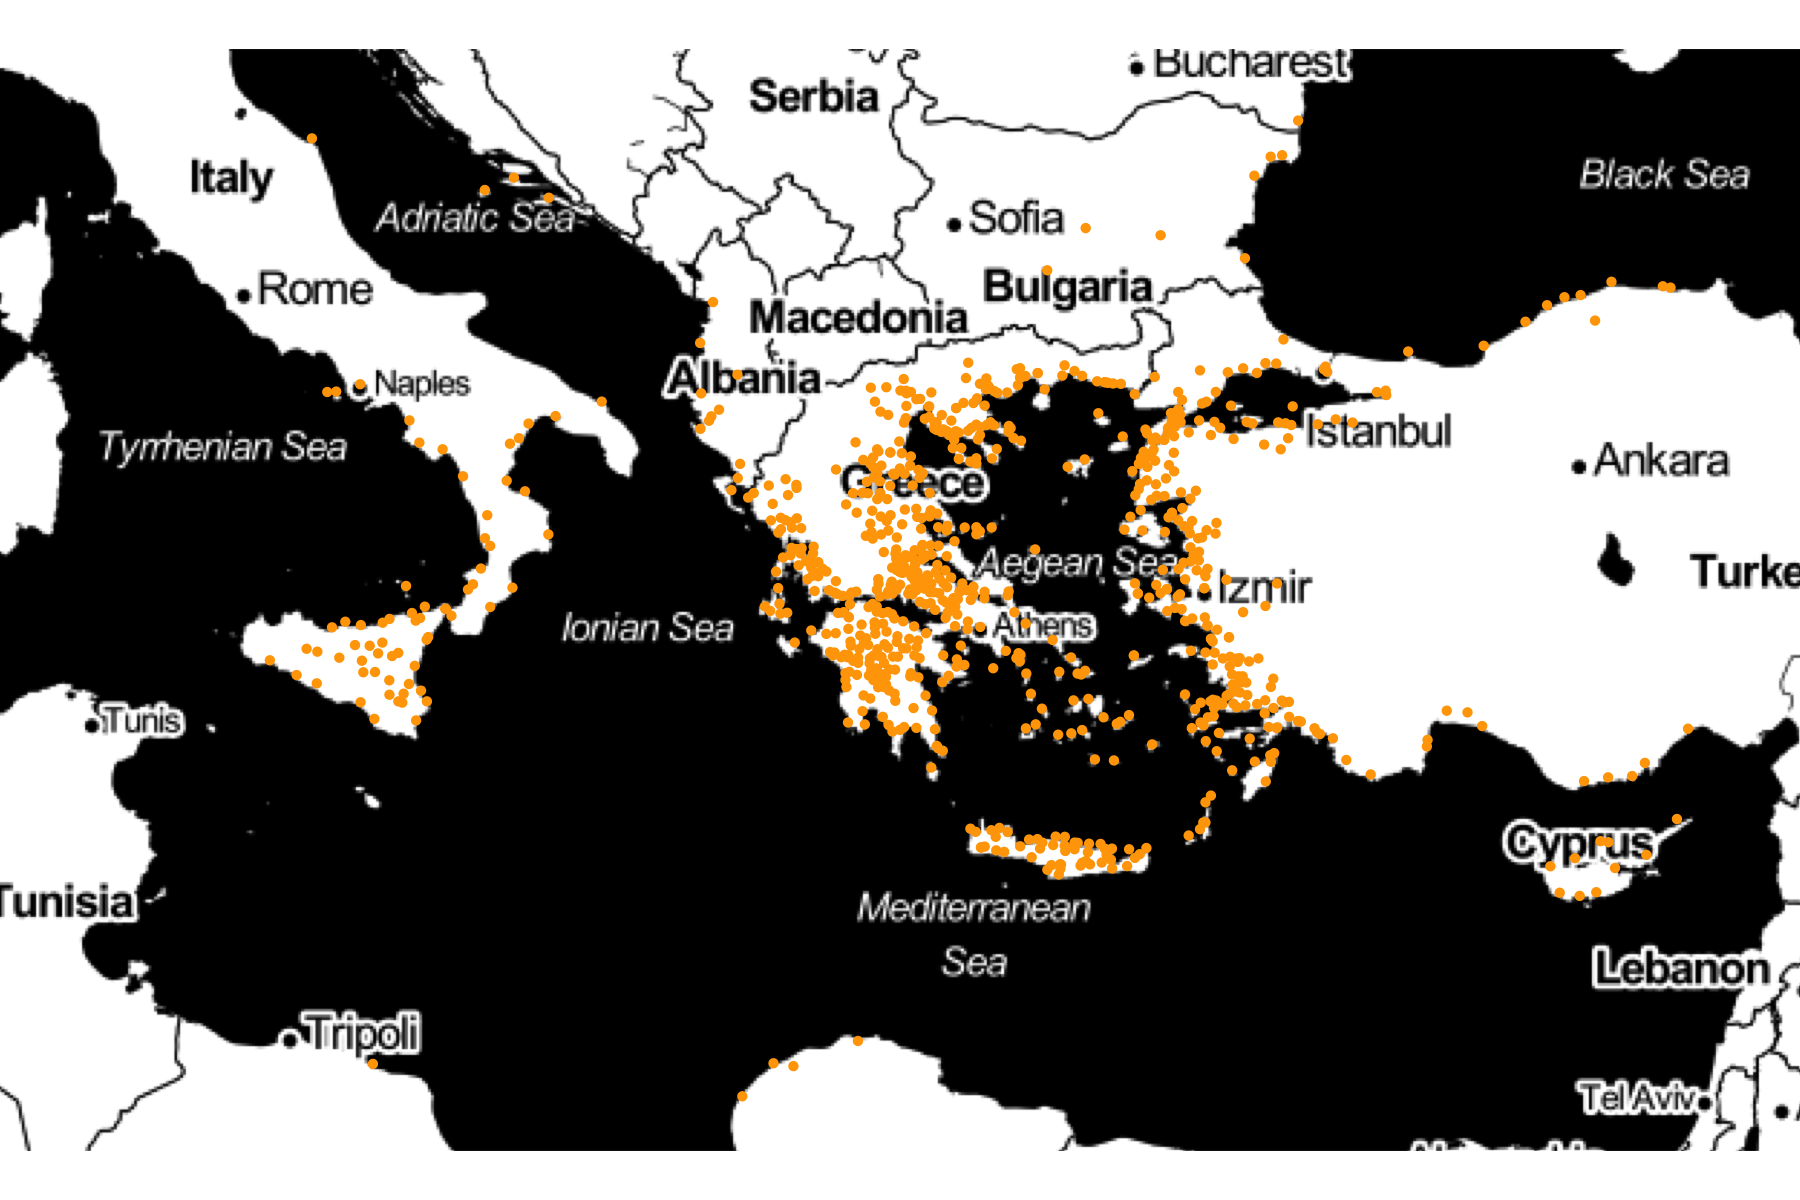 Bucharest
Serbia
Black Sea
Italy
Adriatic Sea
Sofia
Bulgaria
Rome
Macedonia
Albania
Naples
Istanbul
Tyrrhenian Sea
Ankara
Greece
Aegean Sea
Izmir
Turke
Ionian Sea
Athens
Tunis
Cyprus
Tunisia
Mediterranean
Sea
Lebanon
Tripoli
Tel Aviv